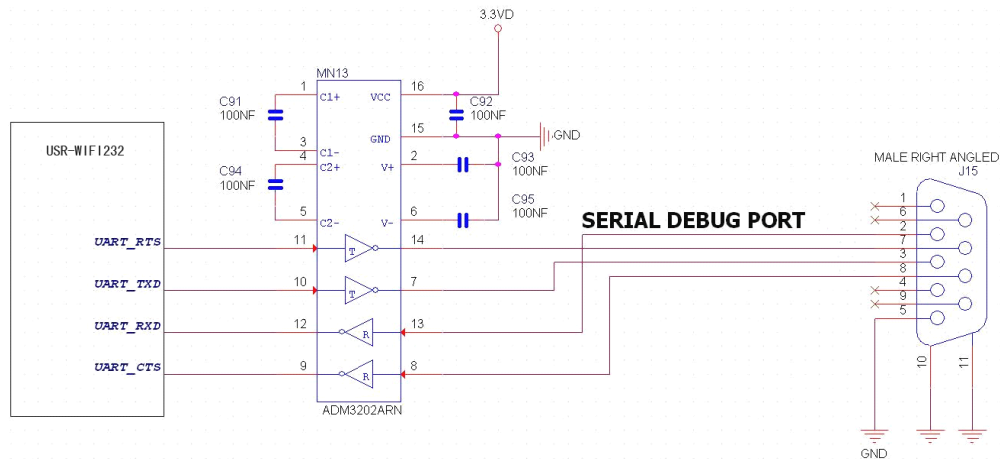 3.3VD
MN13
1 C1+ VCC 16
C91
100NF
C92
100NF
3 C1- GND 15
GND
4 C2+ V+ 2
C94
100NF
C93
100NF
5 C2- V- 6
C95
100NF
USR-WIFI232
UART_RTS 11 T 14
UART_TXD 10 T 7
UART_RXD 12 R 13
UART_CTS 9 R 8
ADM3202ARN
SERIAL DEBUG PORT
MALE RIGHT ANGLED
J15
1
6
2
7
3
8
4
9
5
10
11
GND